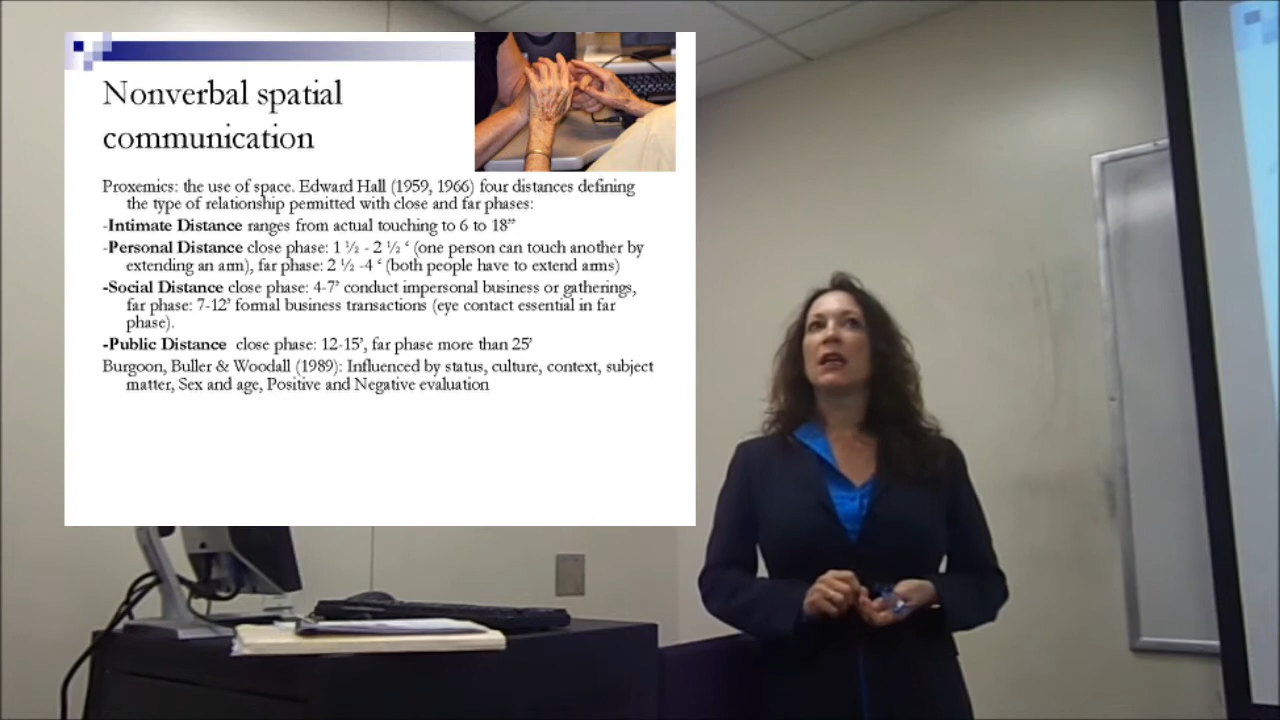 Nonverbal spatial
communication
Proxemics: the use of space. Edward Hall (1959, 1966) four distances defining
the type of relationship permitted with close and far phases:
-Intimate Distance ranges from actual touching to 6 to 18”
-Personal Distance close phase: 1 ½ - 2 ½ ‘ (one person can touch another by
extending an arm), far phase: 2 ½ -4 ‘ (both people have to extend arms)
-Social Distance close phase: 4-7’ conduct impersonal business or gatherings,
far phase: 7-12’ formal business transactions (eye contact essential in far
phase).
-Public Distance close phase: 12-15’, far phase more than 25’
Burgoon, Buller & Woodall (1989): Influenced by status, culture, context, subject
matter, Sex and age, Positive and Negative evaluation